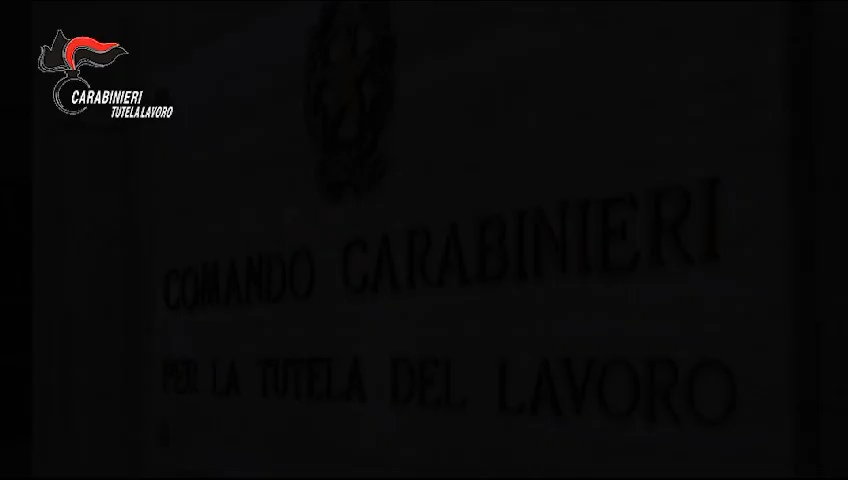 CARABINIERI
TUTELA LAVORO
COMANDO CARABINIERI
PER LA TUTELA DEL LAVORO